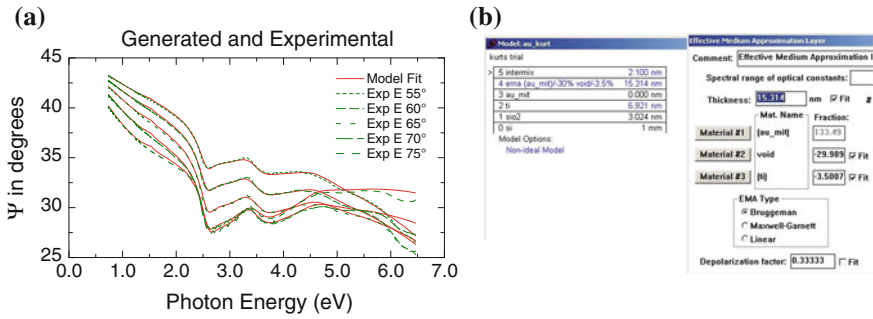 (a)
Generated and Experimental
Ψ in degrees
45
40
35
30
25
0.0 1.0 2.0 3.0 4.0 5.0 6.0 7.0
Photon Energy (eV)
Model Fit
Exp E 55°
Exp E 60°
Exp E 65°
Exp E 70°
Exp E 75°
(b)
Model: au_kurt
kurts trial
> 5 intermix 2.100 nm
4 ema (au_mit)/-30% void/-3.5% 15.314 nm
3 au_mit 0.000 nm
2 ti 6.921 nm
1 sio2 3.024 nm
0 si 1 mm
Model Options:
Non-ideal Model
Effective Medium Approximation Layer
Comment: Effective Medium Approximation
Spectral range of optical constants:
Thickness: 15.314 nm Fit #
Mat. Name Fraction:
Material #1 (au_mit) 133.49
Material #2 void -29.989 Fit
Material #3 (ti) -3.5007 Fit
EMA Type
Bruggeman
Maxwell-Garnett
Linear
Depolarization factor: 0.33333 Fit